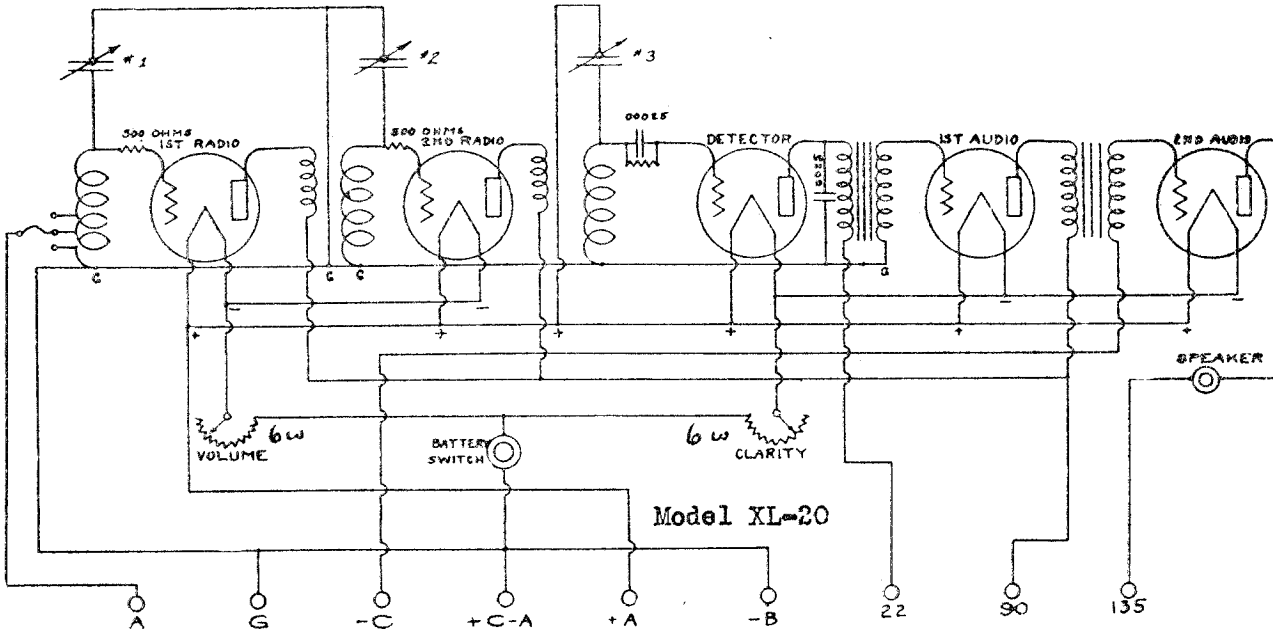 #1
#2
#3
500 OHMS
1ST RADIO
500 OHMS
2ND RADIO
.00025
DETECTOR
.0025
1ST AUDIO
2ND AUDIO
G
G
G
G
-
-
-
-
+
+
+
+
+
+
SPEAKER
6 ω
VOLUME
BATTERY
SWITCH
6 ω
CLARITY
Model XL-20
A
G
-C
+C-A
+A
-B
22
90
135